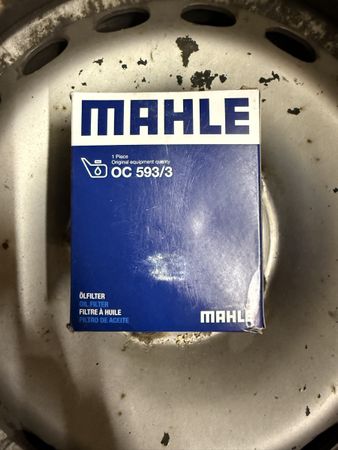 MAHLE
1 Piece
Original equipment quality
OC 593/3
ÖLFILTER
OIL FILTER
FILTRE À HUILE
FILTRO DE ACEITE
MAHLE